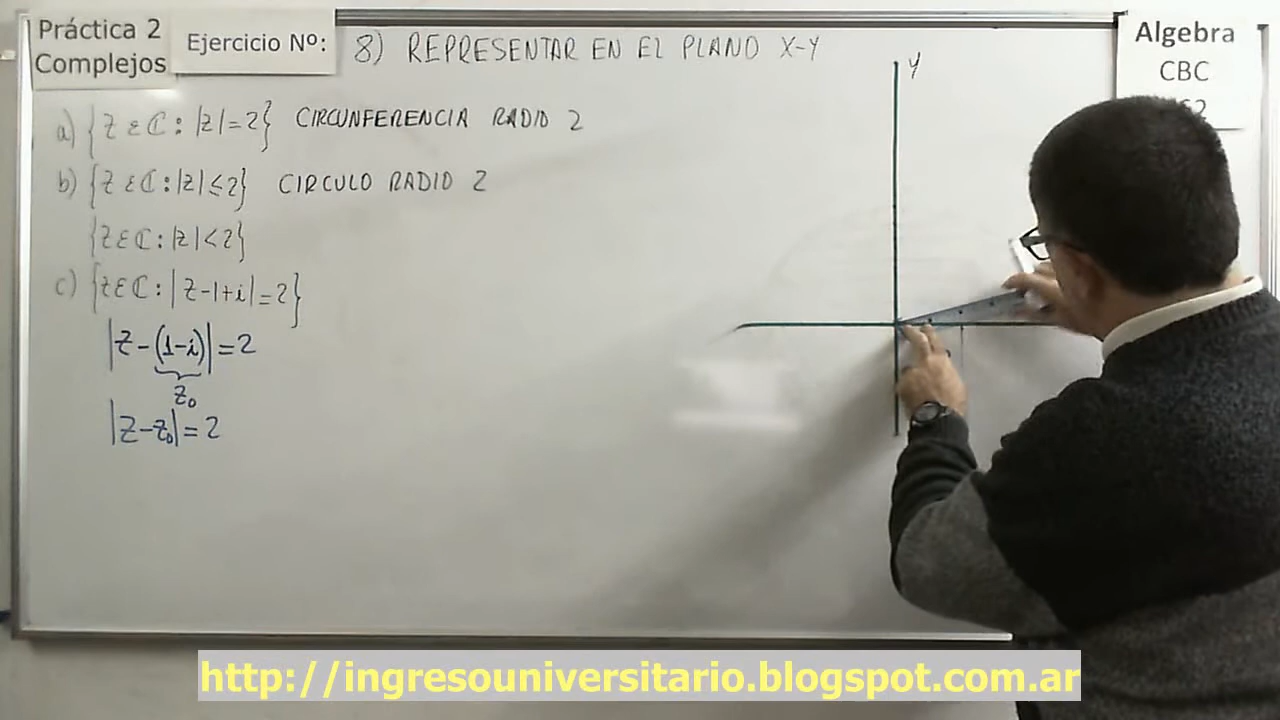 Práctica 2
Complejos
Ejercicio Nº:
8) REPRESENTAR EN EL PLANO X-Y
Algebra
CBC
a) {Z ε ℂ : |z| = 2} CIRCUNFERENCIA RADIO 2
b) {Z ε ℂ : |z| ≤ 2} CIRCULO RADIO 2
{Z ε ℂ : |z| < 2}
c) {z ε ℂ : |z-1+i| = 2}
|z-(1-i)| = 2
z₀
|z-z₀| = 2
y
http://ingresouniversitario.blogspot.com.ar